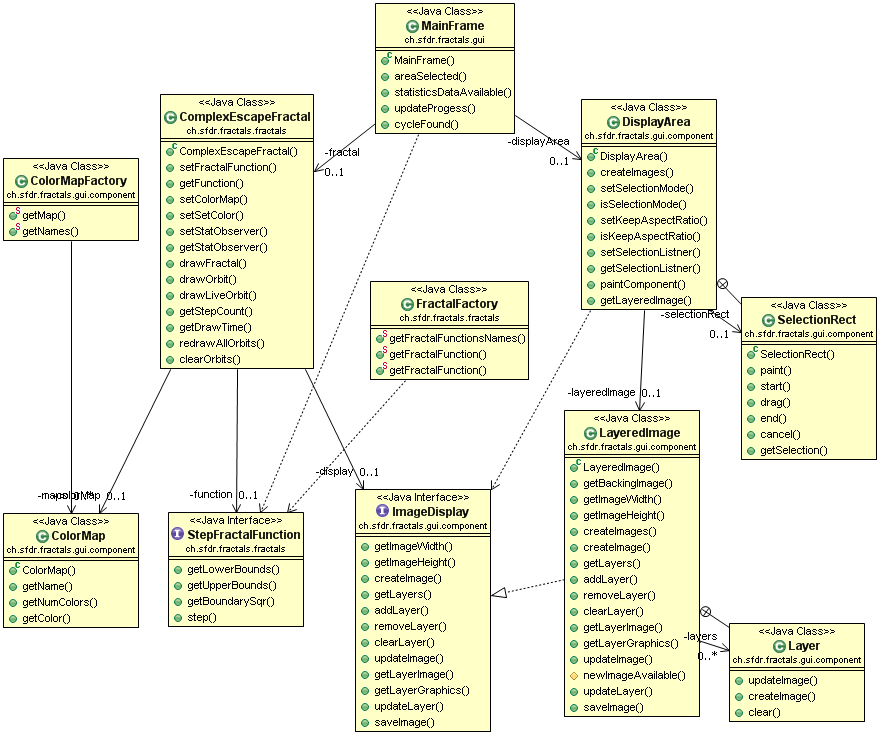 <<Java Class>>
MainFrame
ch.sfdr.fractals.gui
MainFrame()
areaSelected()
statisticsDataAvailable()
updateProgess()
cycleFound()
<<Java Class>>
ComplexEscapeFractal
ch.sfdr.fractals.fractals
ComplexEscapeFractal()
setFractalFunction()
getFunction()
setColorMap()
setSetColor()
setStatObserver()
getStatObserver()
drawFractal()
drawOrbit()
drawLiveOrbit()
getStepCount()
getDrawTime()
redrawAllOrbits()
clearOrbits()
-fractal
0..1
-displayArea
0..1
<<Java Class>>
DisplayArea
ch.sfdr.fractals.gui.component
DisplayArea()
createImages()
setSelectionMode()
isSelectionMode()
setKeepAspectRatio()
isKeepAspectRatio()
setSelectionListner()
getSelectionListner()
paintComponent()
getLayeredImage()
<<Java Class>>
ColorMapFactory
ch.sfdr.fractals.gui.component
getMap()
getNames()
<<Java Class>>
FractalFactory
ch.sfdr.fractals.fractals
getFractalFunctionsNames()
getFractalFunction()
getFractalFunction()
-selectionRect
0..1
<<Java Class>>
SelectionRect
ch.sfdr.fractals.gui.component
SelectionRect()
paint()
start()
drag()
end()
cancel()
getSelection()
-layeredImage 0..1
<<Java Class>>
LayeredImage
ch.sfdr.fractals.gui.component
LayeredImage()
getBackingImage()
getImageWidth()
getImageHeight()
createImages()
createImage()
getLayers()
addLayer()
removeLayer()
clearLayer()
getLayerImage()
getLayerGraphics()
updateImage()
newImageAvailable()
updateLayer()
saveImage()
0..1
-function 0..1
-display 0..1
<<Java Class>>
ColorMap
ch.sfdr.fractals.gui.component
ColorMap()
getName()
getNumColors()
getColor()
<<Java Interface>>
StepFractalFunction
ch.sfdr.fractals.fractals
getLowerBounds()
getUpperBounds()
getBoundarySqr()
step()
<<Java Interface>>
ImageDisplay
ch.sfdr.fractals.gui.component
getImageWidth()
getImageHeight()
createImage()
getLayers()
addLayer()
removeLayer()
clearLayer()
updateImage()
getLayerImage()
getLayerGraphics()
updateLayer()
saveImage()
-layers
0..*
<<Java Class>>
Layer
ch.sfdr.fractals.gui.component
updateImage()
createImage()
clear()